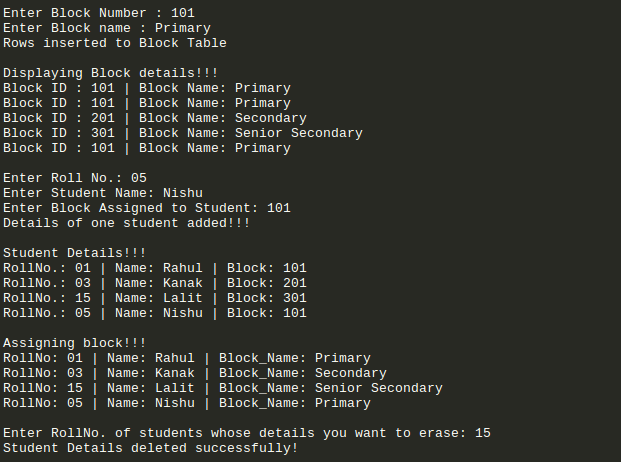 Enter Block Number : 101
Enter Block name : Primary
Rows inserted to Block Table
Displaying Block details!!!
Block ID : 101 | Block Name: Primary
Block ID : 101 | Block Name: Primary
Block ID : 201 | Block Name: Secondary
Block ID : 301 | Block Name: Senior Secondary
Block ID : 101 | Block Name: Primary
Enter Roll No.: 05
Enter Student Name: Nishu
Enter Block Assigned to Student: 101
Details of one student added!!!
Student Details!!!
RollNo.: 01 | Name: Rahul | Block: 101
RollNo.: 03 | Name: Kanak | Block: 201
RollNo.: 15 | Name: Lalit | Block: 301
RollNo.: 05 | Name: Nishu | Block: 101
Assigning block!!!
RollNo: 01 | Name: Rahul | Block_Name: Primary
RollNo: 03 | Name: Kanak | Block_Name: Secondary
RollNo: 15 | Name: Lalit | Block_Name: Senior Secondary
RollNo: 05 | Name: Nishu | Block_Name: Primary
Enter RollNo. of students whose details you want to erase: 15
Student Details deleted successfully!